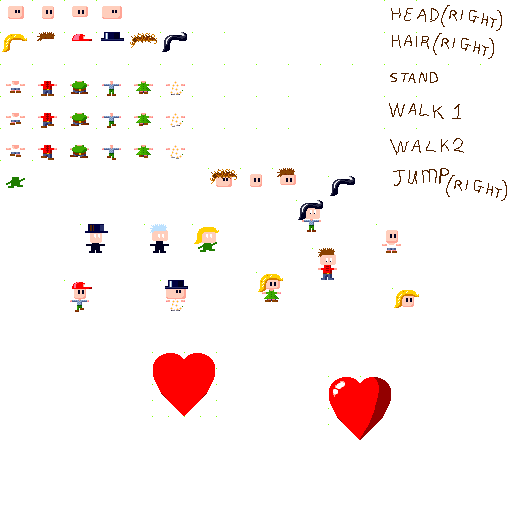 HEAD(RIGHT)
HAIR(RIGHT)
STAND
WALK 1
WALK2
JUMP(RIGHT)